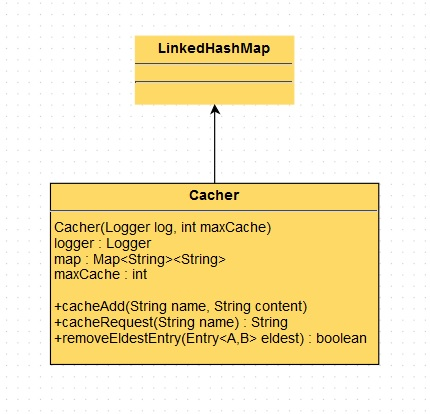 LinkedHashMap
Cacher
Cacher(Logger log, int maxCache)
logger : Logger
map : Map<String><String>
maxCache : int
+cacheAdd(String name, String content)
+cacheRequest(String name) : String
+removeEldestEntry(Entry<A,B> eldest) : boolean